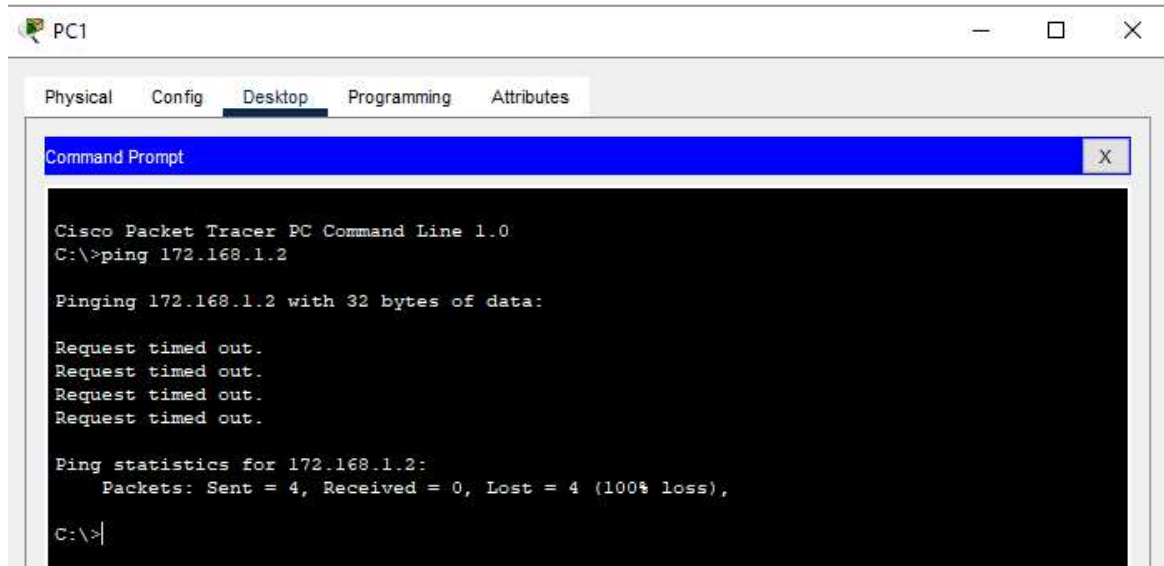 PC1
Physical Config Desktop Programming Attributes
Command Prompt
X
Cisco Packet Tracer PC Command Line 1.0
C:\>ping 172.168.1.2
Pinging 172.168.1.2 with 32 bytes of data:
Request timed out.
Request timed out.
Request timed out.
Request timed out.
Ping statistics for 172.168.1.2:
Packets: Sent = 4, Received = 0, Lost = 4 (100% loss),
C:\>